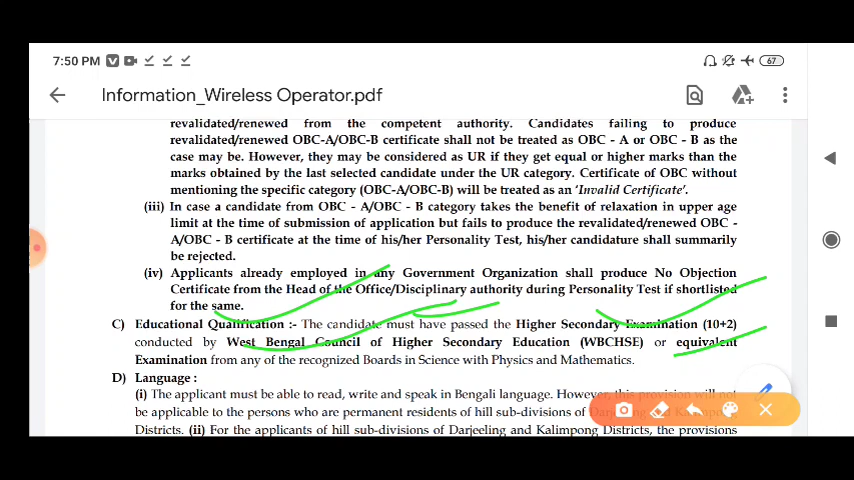 7:50 PM
67
Information_Wireless Operator.pdf
revalidated/renewed from the competent authority. Candidates failing to produce
revalidated/renewed OBC-A/OBC-B certificate shall not be treated as OBC - A or OBC - B as the
case may be. However, they may be considered as UR if they get equal or higher marks than the
marks obtained by the last selected candidate under the UR category. Certificate of OBC without
mentioning the specific category (OBC-A/OBC-B) will be treated as an 'Invalid Certificate'.
(iii) In case a candidate from OBC - A/OBC - B category takes the benefit of relaxation in upper age
limit at the time of submission of application but fails to produce the revalidated/renewed OBC -
A/OBC - B certificate at the time of his/her Personality Test, his/her candidature shall summarily
be rejected.
(iv) Applicants already employed in any Government Organization shall produce No Objection
Certificate from the Head of the Office/Disciplinary authority during Personality Test if shortlisted
for the same.
C) Educational Qualification :- The candidate must have passed the Higher Secondary Examination (10+2)
conducted by West Bengal Council of Higher Secondary Education (WBCHSE) or equivalent
Examination from any of the recognized Boards in Science with Physics and Mathematics.
D) Language :
(i) The applicant must be able to read, write and speak in Bengali language. However, this provision will not
be applicable to the persons who are permanent residents of hill sub-divisions of
Districts. (ii) For the applicants of hill sub-divisions of Darjeeling and Kalimpong Districts, the provisions